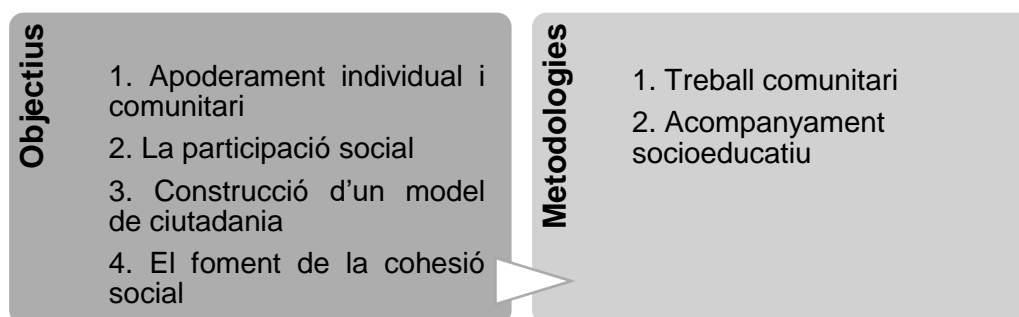 Objectius
1. Apoderament individual i
comunitari
2. La participació social
3. Construcció d’un model
de ciutadania
4. El foment de la cohesió
social
Metodologies
1. Treball comunitari
2. Acompanyament
socioeducatiu